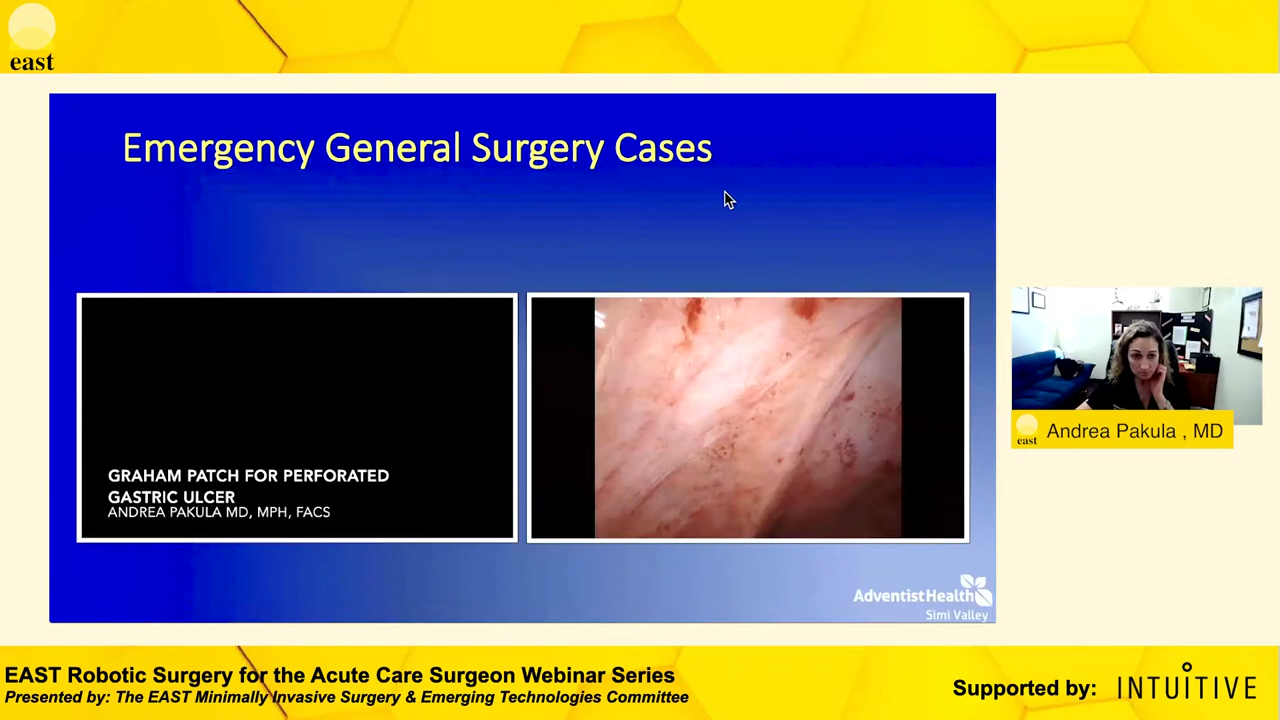 east
Emergency General Surgery Cases
GRAHAM PATCH FOR PERFORATED
GASTRIC ULCER
ANDREA PAKULA MD, MPH, FACS
AdventistHealth
Simi Valley
east
Andrea Pakula , MD
EAST Robotic Surgery for the Acute Care Surgeon Webinar Series
Presented by: The EAST Minimally Invasive Surgery & Emerging Technologies Committee
Supported by:
INTUITIVE